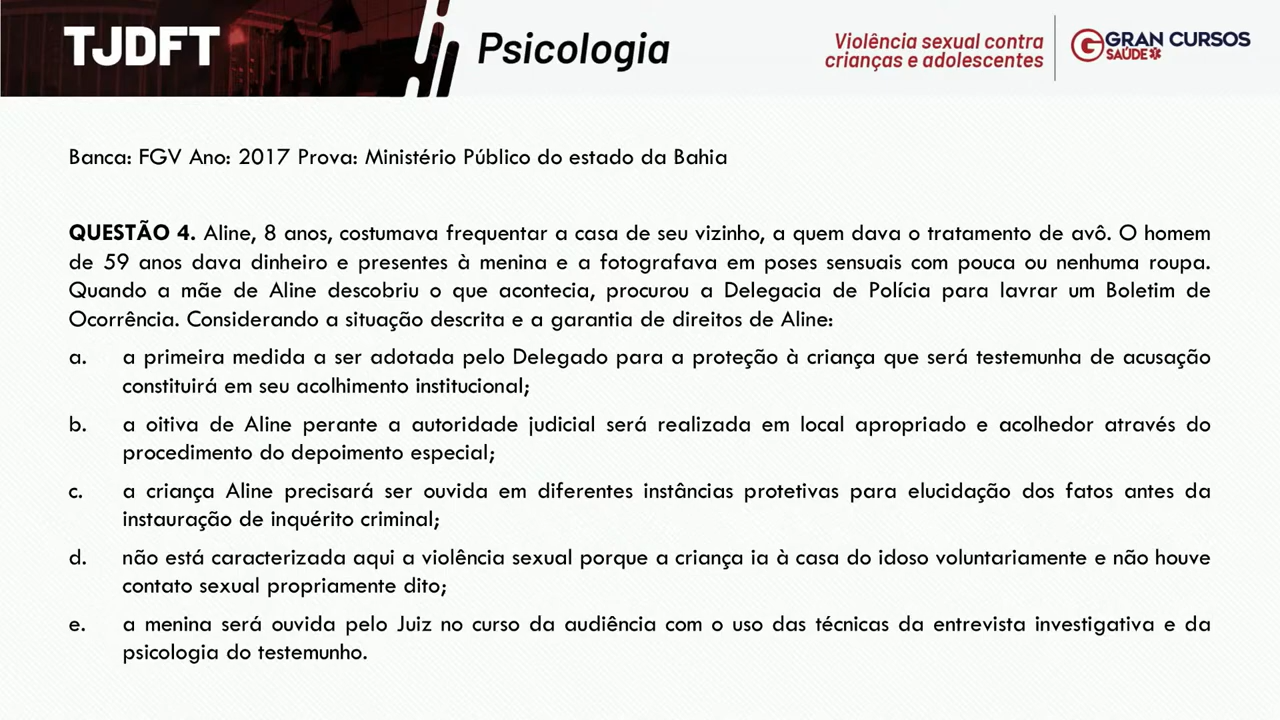 TJDFT
Psicologia
Violência sexual contra
crianças e adolescentes
GRAN CURSOS
SAÚDE
Banca: FGV Ano: 2017 Prova: Ministério Público do estado da Bahia
QUESTÃO 4. Aline, 8 anos, costumava frequentar a casa de seu vizinho, a quem dava o tratamento de avô. O homem
de 59 anos dava dinheiro e presentes à menina e a fotografava em poses sensuais com pouca ou nenhuma roupa.
Quando a mãe de Aline descobriu o que acontecia, procurou a Delegacia de Polícia para lavrar um Boletim de
Ocorrência. Considerando a situação descrita e a garantia de direitos de Aline:
a. a primeira medida a ser adotada pelo Delegado para a proteção à criança que será testemunha de acusação
constituirá em seu acolhimento institucional;
b. a oitiva de Aline perante a autoridade judicial será realizada em local apropriado e acolhedor através do
procedimento do depoimento especial;
c. a criança Aline precisará ser ouvida em diferentes instâncias protetivas para elucidação dos fatos antes da
instauração de inquérito criminal;
d. não está caracterizada aqui a violência sexual porque a criança ia à casa do idoso voluntariamente e não houve
contato sexual propriamente dito;
e. a menina será ouvida pelo Juiz no curso da audiência com o uso das técnicas da entrevista investigativa e da
psicologia do testemunho.